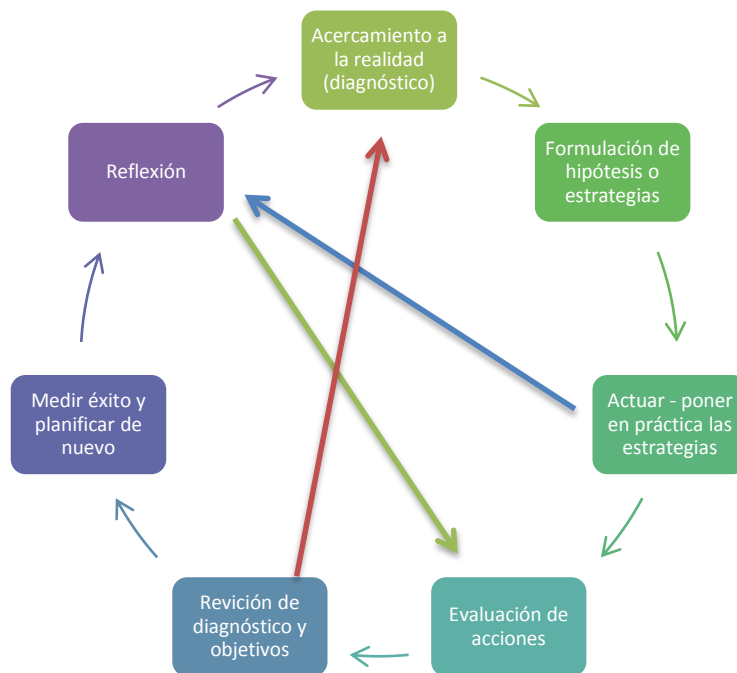 Acercamiento a
la realidad
(diagnóstico)
Formulación de
hipótesis o
estrategias
Actuar - poner
en práctica las
estrategias
Evaluación de
acciones
Revición de
diagnóstico y
objetivos
Medir éxito y
planificar de
nuevo
Reflexión